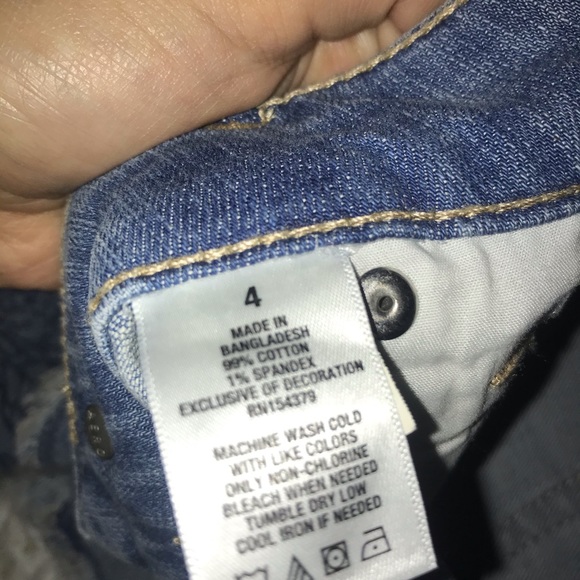 4
MADE IN
BANGLADESH
99% COTTON
1% SPANDEX
EXCLUSIVE OF DECORATION
RN154379
MACHINE WASH COLD
WITH LIKE COLORS
ONLY NON-CHLORINE
BLEACH WHEN NEEDED
TUMBLE DRY LOW
COOL IRON IF NEEDED
AERO